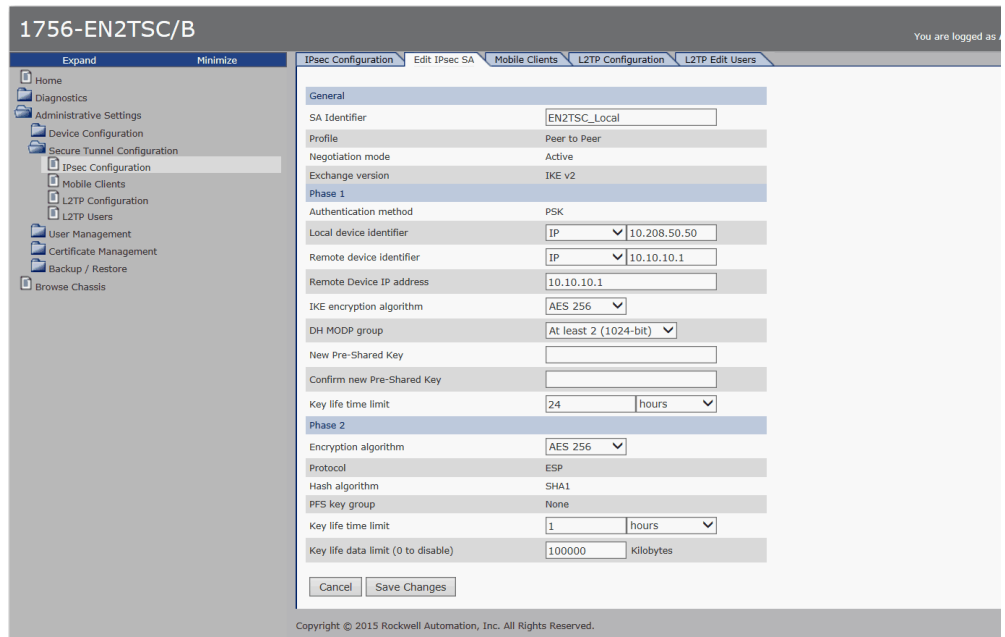 1756-EN2TSC/B
You are logged as
Expand Minimize
Home
Diagnostics
Administrative Settings
Device Configuration
Secure Tunnel Configuration
IPsec Configuration
Mobile Clients
L2TP Configuration
L2TP Users
User Management
Certificate Management
Backup / Restore
Browse Chassis
IPsec Configuration Edit IPsec SA Mobile Clients L2TP Configuration L2TP Edit Users
General
SA Identifier EN2TSC_Local
Profile Peer to Peer
Negotiation mode Active
Exchange version IKE v2
Phase 1
Authentication method PSK
Local device identifier IP 10.208.50.50
Remote device identifier IP 10.10.10.1
Remote Device IP address 10.10.10.1
IKE encryption algorithm AES 256
DH MODP group At least 2 (1024-bit)
New Pre-Shared Key
Confirm new Pre-Shared Key
Key life time limit 24 hours
Phase 2
Encryption algorithm AES 256
Protocol ESP
Hash algorithm SHA1
PFS key group None
Key life time limit 1 hours
Key life data limit (0 to disable) 100000 Kilobytes
Cancel Save Changes
Copyright © 2015 Rockwell Automation, Inc. All Rights Reserved.